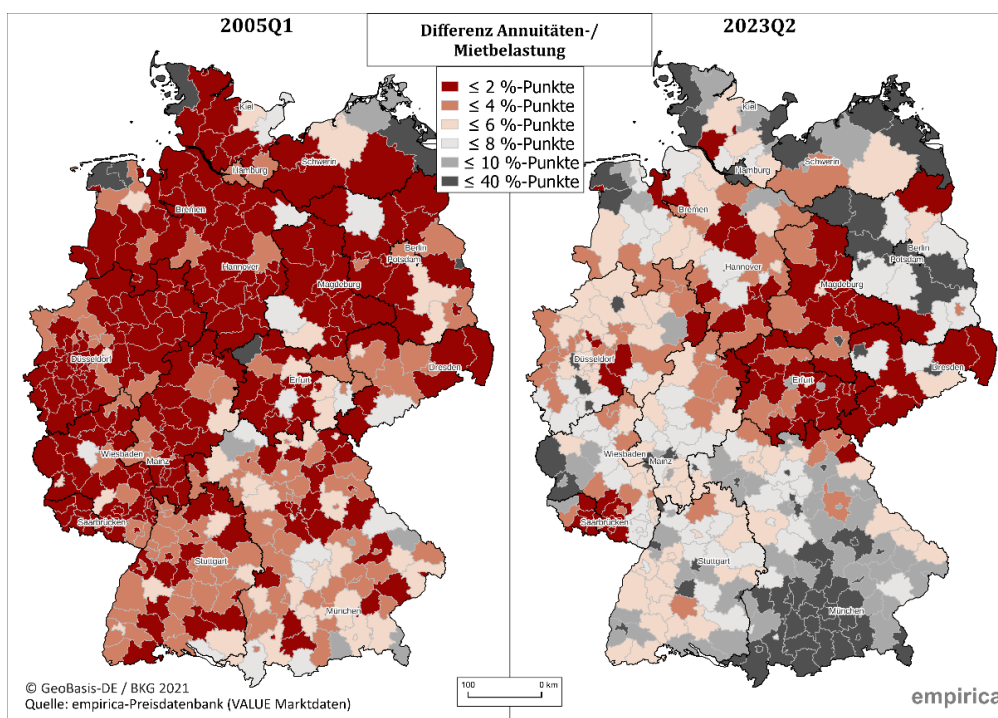 2005Q1
Differenz Annuitäten-/
Mietbelastung
2023Q2
≤ 2 %-Punkte
≤ 4 %-Punkte
≤ 6 %-Punkte
≤ 8 %-Punkte
≤ 10 %-Punkte
≤ 40 %-Punkte
Kiel
Schwerin
Hamburg
Bremen
Berlin
Potsdam
Hannover
Magdeburg
Düsseldorf
Dresden
Erfurt
Wiesbaden
Mainz
Saarbrücken
Stuttgart
München
Kiel
Schwerin
Hamburg
Bremen
Berlin
Potsdam
Hannover
Magdeburg
Düsseldorf
Dresden
Erfurt
Wiesbaden
Mainz
Saarbrücken
Stuttgart
München
© GeoBasis-DE / BKG 2021
Quelle: empirica-Preisdatenbank (VALUE Marktdaten)
100 0 km
empirica